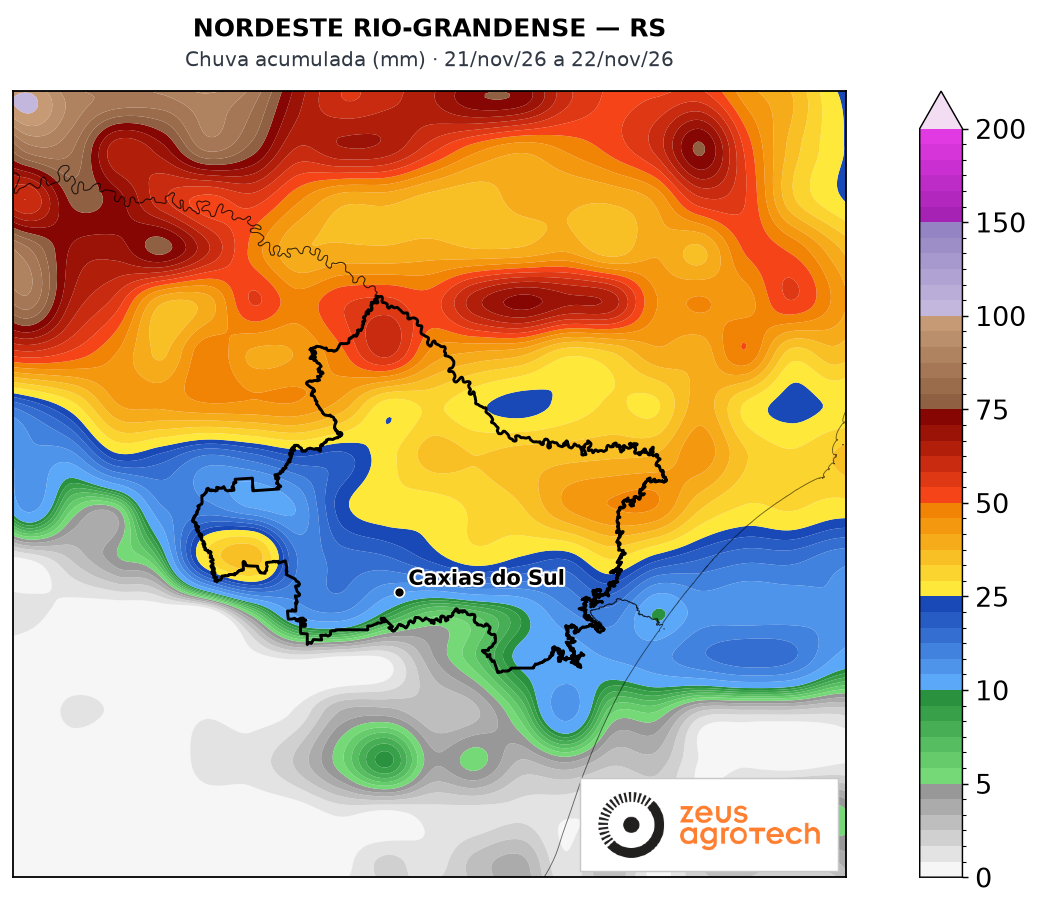 NORDESTE RIO-GRANDENSE — RS
Chuva acumulada (mm) · 21/nov/26 a 22/nov/26
200
150
100
75
50
25
10
5
0
Caxias do Sul
zeus
agrotech